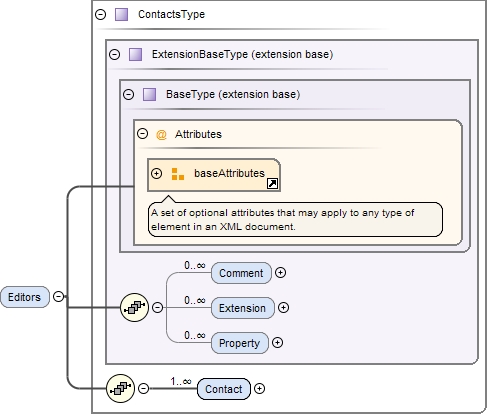 ContactsType
ExtensionBaseType (extension base)
BaseType (extension base)
@ Attributes
baseAttributes
A set of optional attributes that may apply to any type of
element in an XML document.
Editors
0..∞
Comment
0..∞
Extension
0..∞
Property
1..∞
Contact